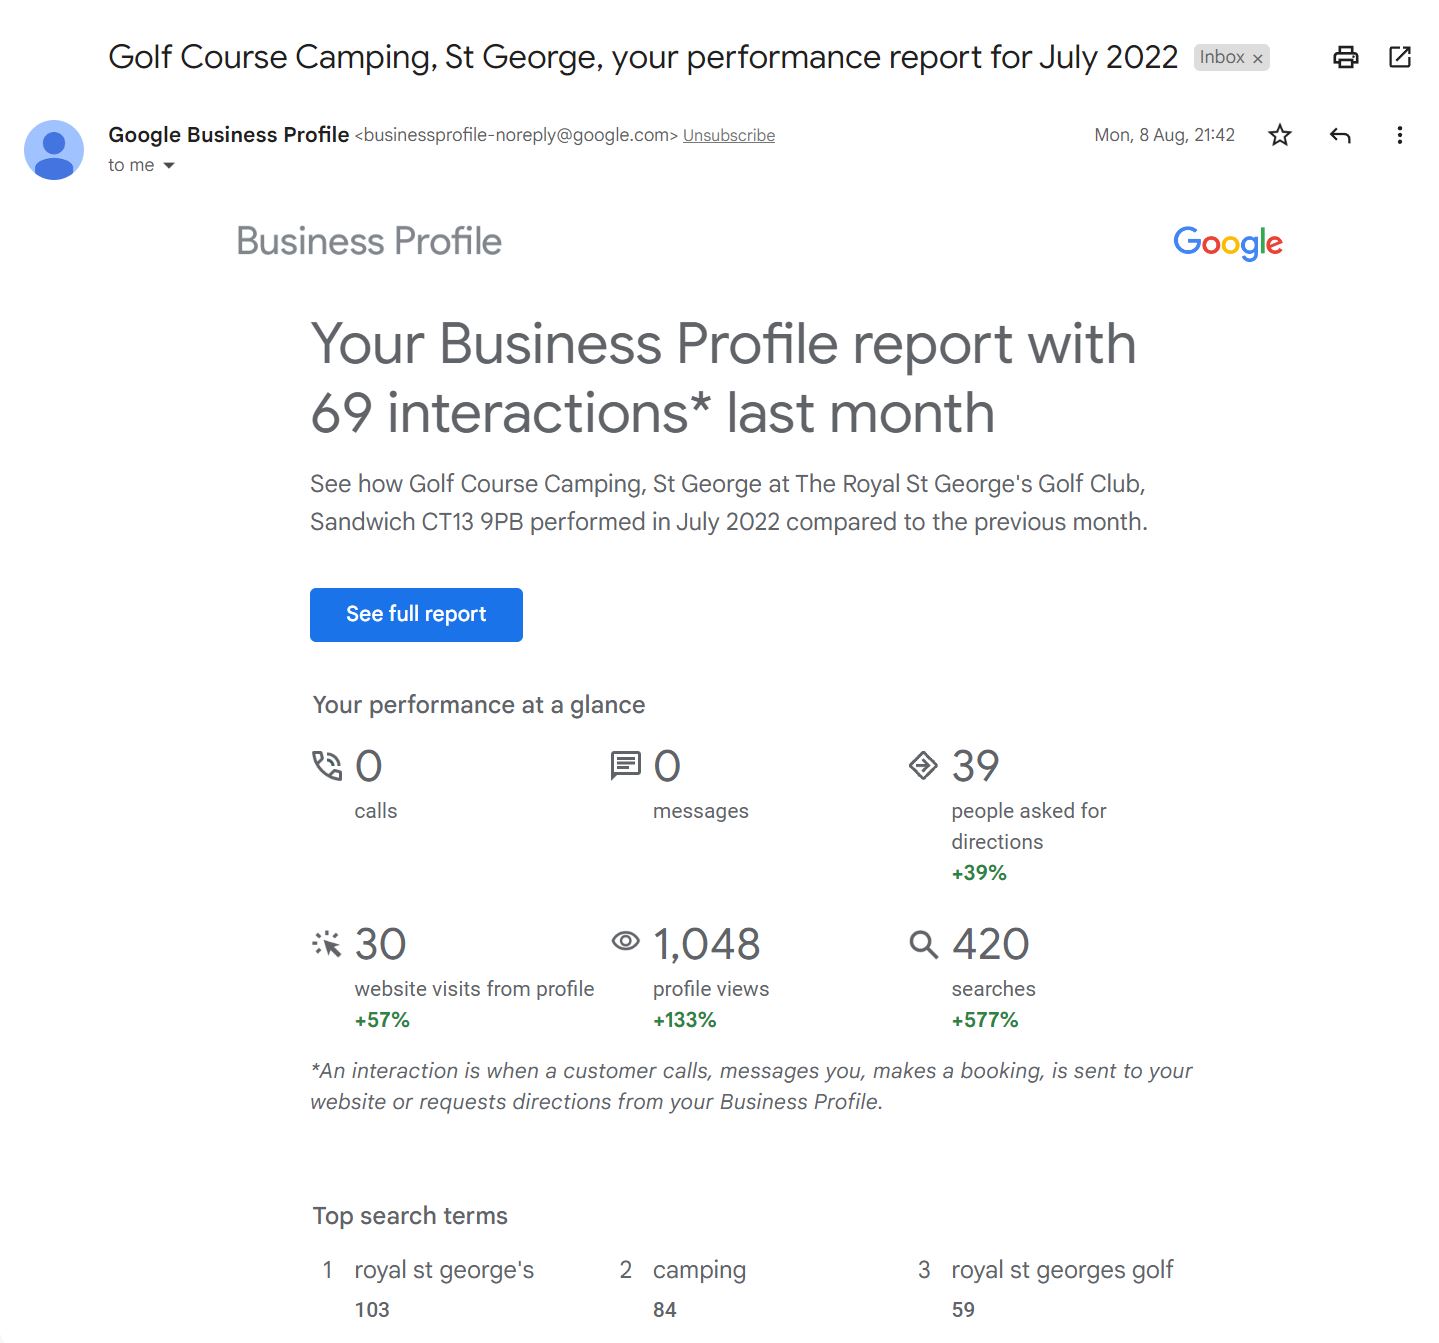 Golf Course Camping, St George, your performance report for July 2022 Inbox ×
Google Business Profile <businessprofile-noreply@google.com> Unsubscribe Mon, 8 Aug, 21:42
to me
Business Profile Google
Your Business Profile report with
69 interactions* last month
See how Golf Course Camping, St George at The Royal St George's Golf Club,
Sandwich CT13 9PB performed in July 2022 compared to the previous month.
See full report
Your performance at a glance
0 0 39
calls messages people asked for
directions
+39%
30 1,048 420
website visits from profile profile views searches
+57% +133% +577%
*An interaction is when a customer calls, messages you, makes a booking, is sent to your
website or requests directions from your Business Profile.
Top search terms
1 royal st george's 2 camping 3 royal st georges golf
103 84 59